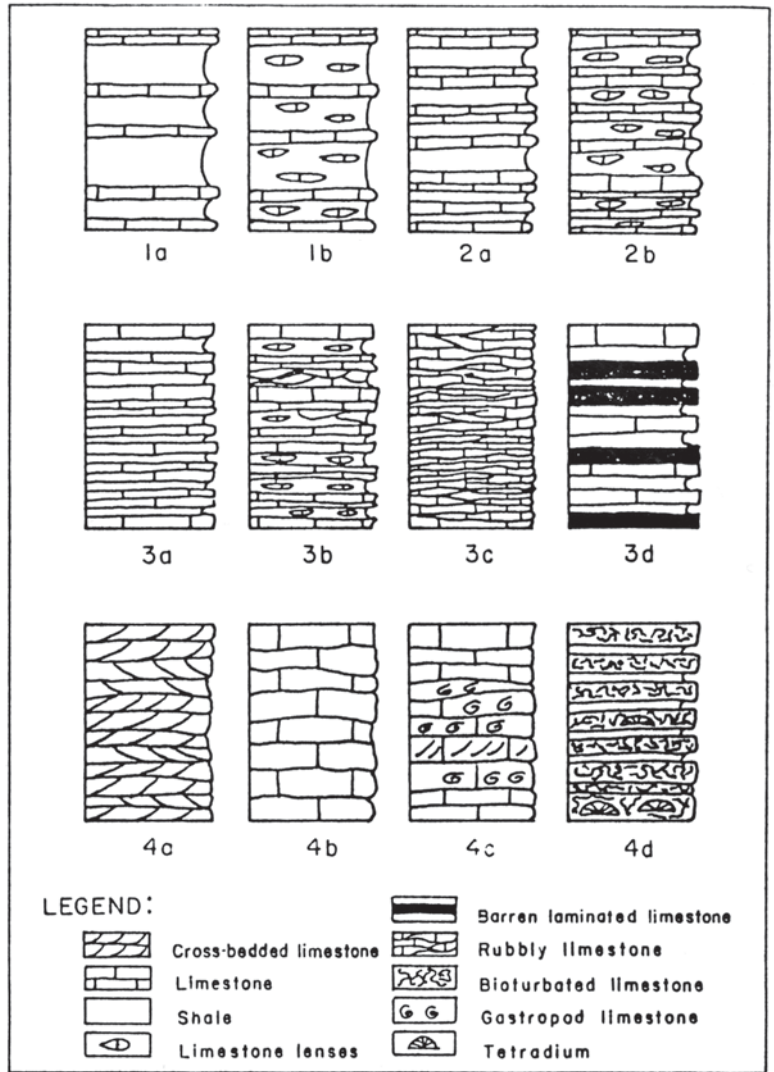 1a 1b 2a 2b
3a 3b 3c 3d
4a 4b 4c 4d
LEGEND:
Cross-bedded limestone
Limestone
Shale
Limestone lenses
Barren laminated limestone
Rubbly limestone
Bioturbated limestone
Gastropod limestone
Tetradium